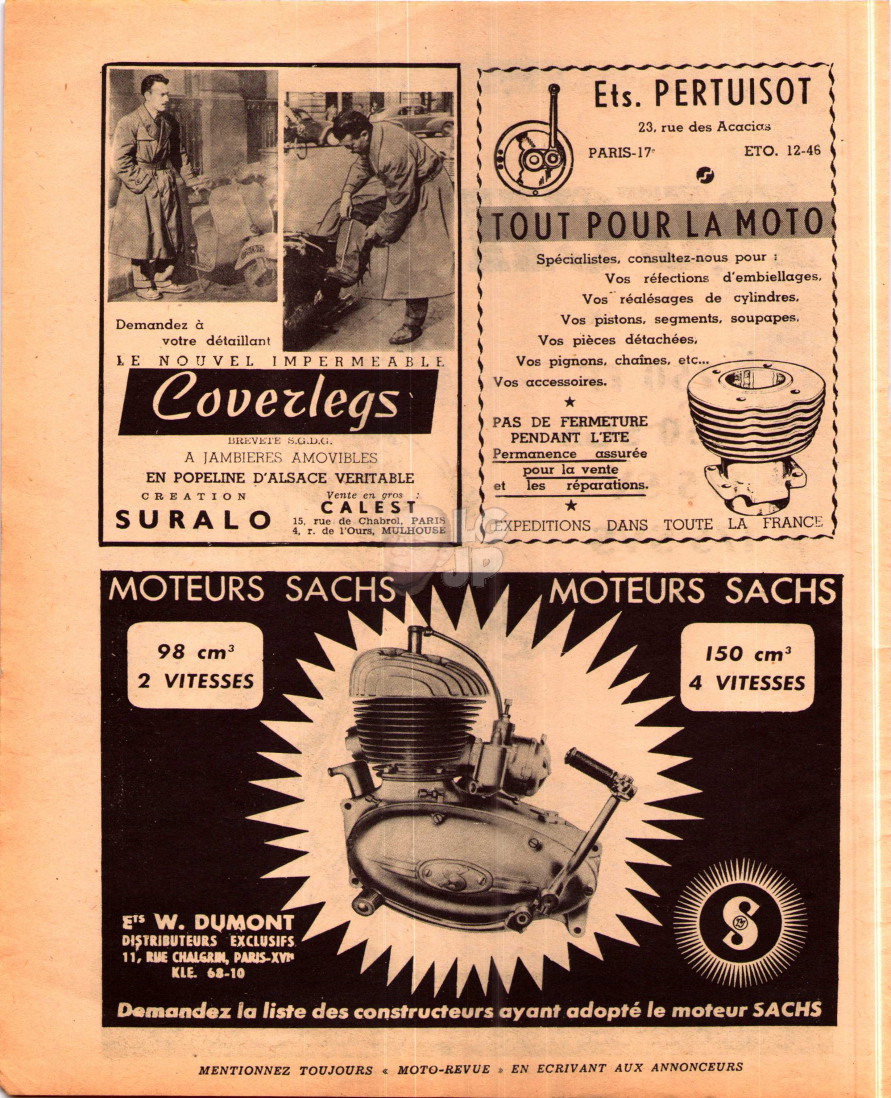 Demandez à
votre détaillant
LE NOUVEL IMPERMEABLE
Coverlegs
BREVETE S.G.D.G.
A JAMBIERES AMOVIBLES
EN POPELINE D'ALSACE VERITABLE
CREATION
SURALO
Vente en gros :
CALEST
15, rue de Chabrol, PARIS
4, r. de l'Ours, MULHOUSE
Ets. PERTUISOT
23, rue des Acacias
PARIS-17e ETO. 12-46
TOUT POUR LA MOTO
Spécialistes, consultez-nous pour :
Vos réfections d'embiellages,
Vos réalésages de cylindres,
Vos pistons, segments, soupapes,
Vos pièces détachées,
Vos pignons, chaînes, etc...
Vos accessoires.
PAS DE FERMETURE
PENDANT L'ETE
Permanence assurée
pour la vente
et les réparations.
EXPEDITIONS DANS TOUTE LA FRANCE
LG
JP
MOTEURS SACHS MOTEURS SACHS
98 cm³
2 VITESSES
150 cm³
4 VITESSES
Ets W. DUMONT
DISTRIBUTEURS EXCLUSIFS
11, RUE CHALGRIN, PARIS-XVIe
KLE. 68-10
S
Demandez la liste des constructeurs ayant adopté le moteur SACHS
MENTIONNEZ TOUJOURS « MOTO-REVUE » EN ECRIVANT AUX ANNONCEURS